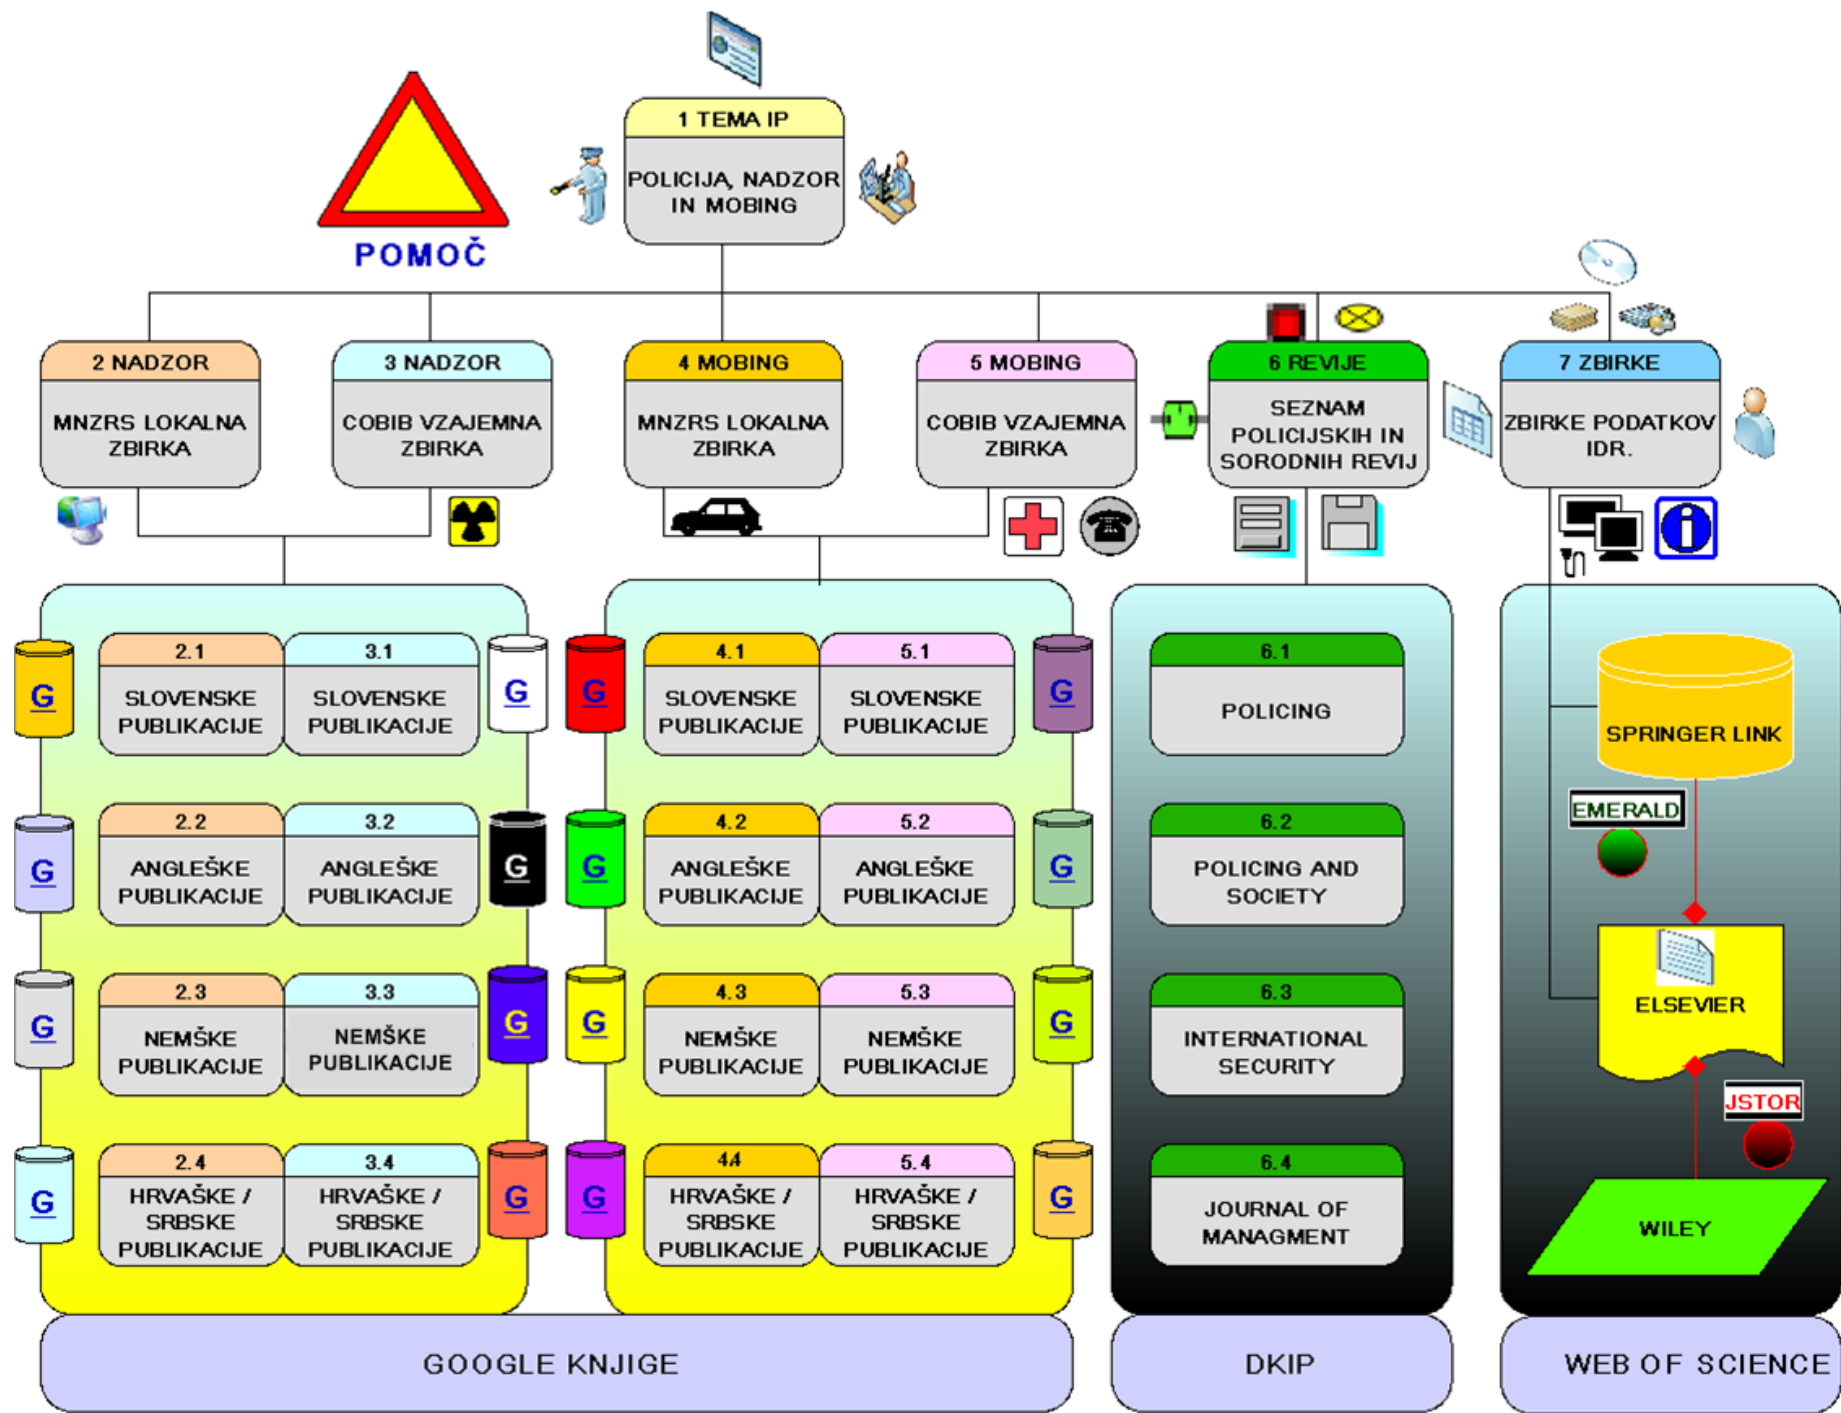 1 TEMA IP
POLICIJA, NADZOR
IN MOBING
POMOČ
2 NADZOR
MNZRS LOKALNA
ZBIRKA
3 NADZOR
COBIB VZAJEMNA
ZBIRKA
4 MOBING
MNZRS LOKALNA
ZBIRKA
5 MOBING
COBIB VZAJEMNA
ZBIRKA
6 REVIJE
SEZNAM
POLICIJSKIH IN
SORODNIH REVIJ
7 ZBIRKE
ZBIRKE PODATKOV
IDR.
G
2.1
SLOVENSKE
PUBLIKACIJE
3.1
SLOVENSKE
PUBLIKACIJE
G
G
4.1
SLOVENSKE
PUBLIKACIJE
5.1
SLOVENSKE
PUBLIKACIJE
G
6.1
POLICING
SPRINGER LINK
EMERALD
G
2.2
ANGLEŠKE
PUBLIKACIJE
3.2
ANGLEŠKE
PUBLIKACIJE
G
G
4.2
ANGLEŠKE
PUBLIKACIJE
5.2
ANGLEŠKE
PUBLIKACIJE
G
6.2
POLICING AND
SOCIETY
G
2.3
NEMŠKE
PUBLIKACIJE
3.3
NEMŠKE
PUBLIKACIJE
G
G
4.3
NEMŠKE
PUBLIKACIJE
5.3
NEMŠKE
PUBLIKACIJE
G
6.3
INTERNATIONAL
SECURITY
ELSEVIER
JSTOR
G
2.4
HRVAŠKE /
SRBSKE
PUBLIKACIJE
3.4
HRVAŠKE /
SRBSKE
PUBLIKACIJE
G
G
4.4
HRVAŠKE /
SRBSKE
PUBLIKACIJE
5.4
HRVAŠKE /
SRBSKE
PUBLIKACIJE
G
6.4
JOURNAL OF
MANAGMENT
WILEY
GOOGLE KNJIGE
DKIP
WEB OF SCIENCE